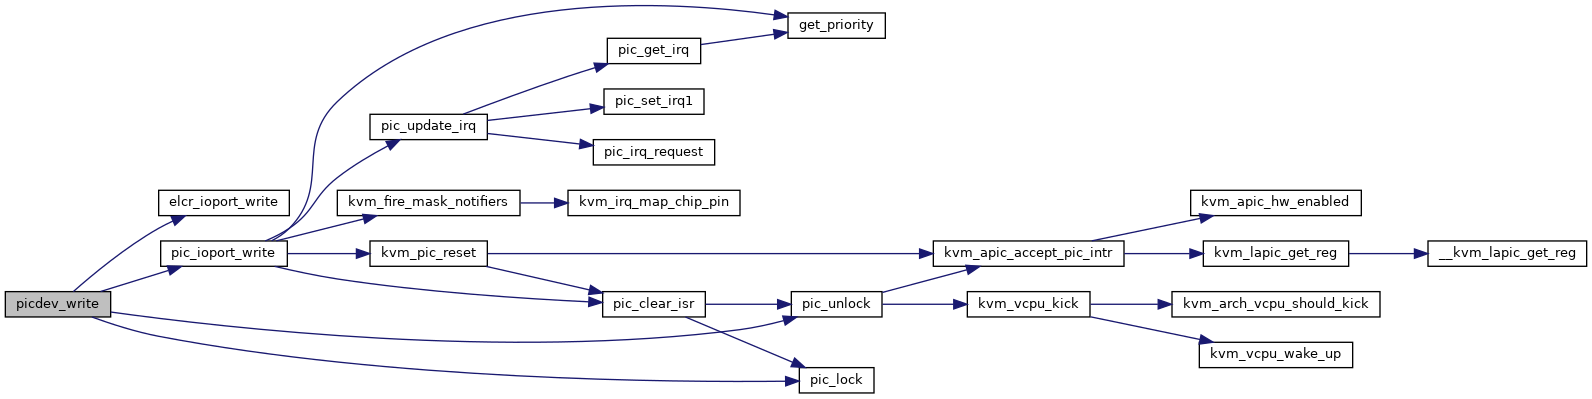 get_priority
pic_get_irq
pic_set_irq1
pic_update_irq
pic_irq_request
elcr_ioport_write
kvm_fire_mask_notifiers
kvm_irq_map_chip_pin
kvm_apic_hw_enabled
pic_ioport_write
kvm_pic_reset
kvm_apic_accept_pic_intr
kvm_lapic_get_reg
__kvm_lapic_get_reg
picdev_write
pic_clear_isr
pic_unlock
kvm_vcpu_kick
kvm_arch_vcpu_should_kick
kvm_vcpu_wake_up
pic_lock